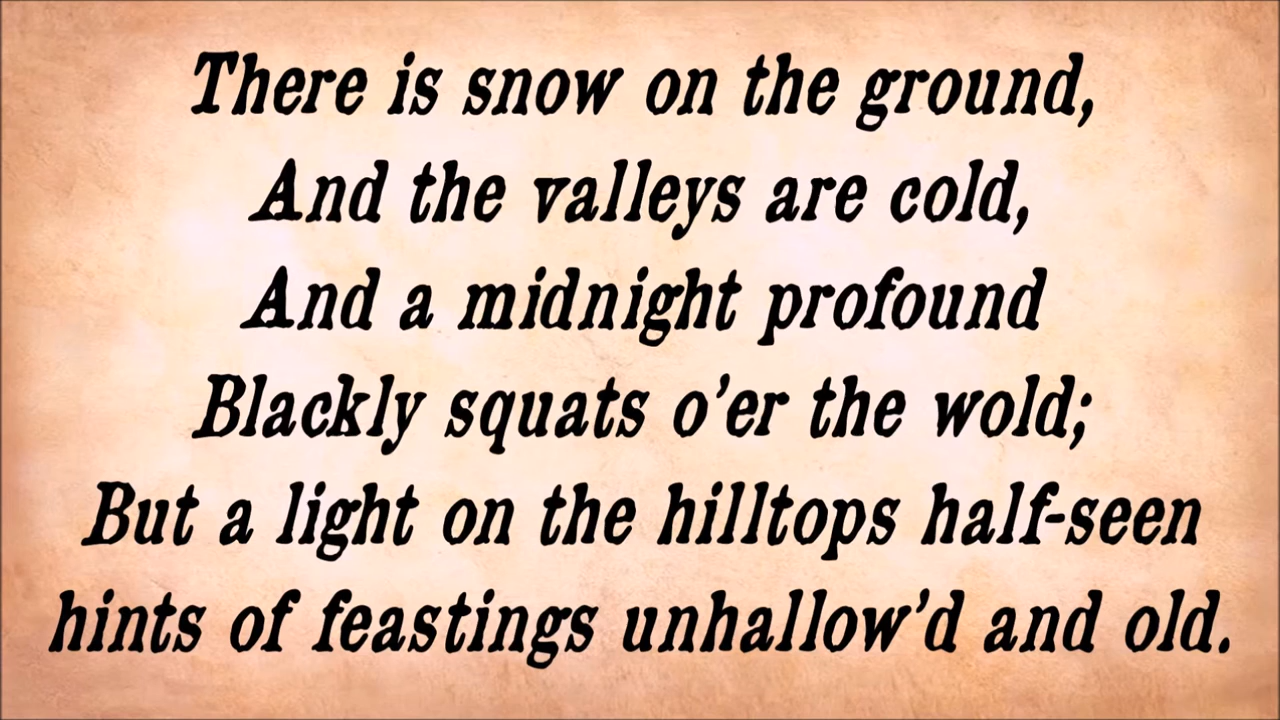 There is snow on the ground,
And the valleys are cold,
And a midnight profound
Blackly squats o’er the wold;
But a light on the hilltops half-seen
hints of feastings unhallow’d and old.